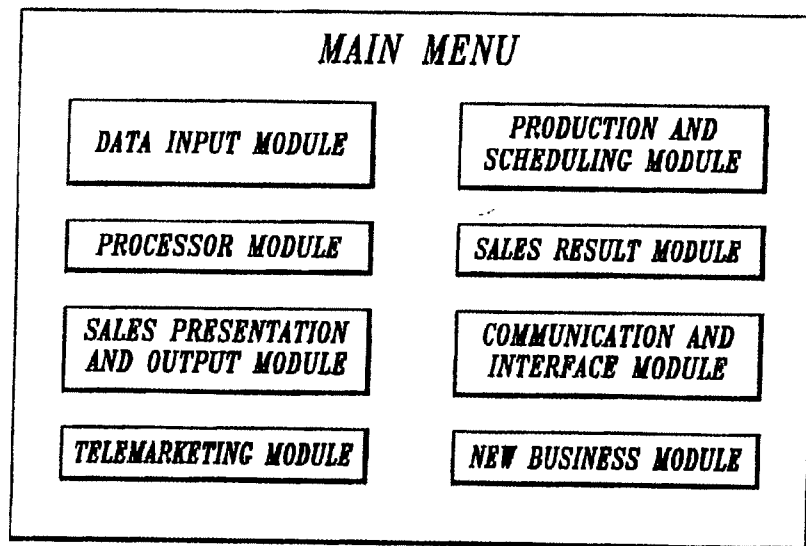 MAIN MENU
DATA INPUT MODULE
PRODUCTION AND
SCHEDULING MODULE
PROCESSOR MODULE
SALES RESULT MODULE
SALES PRESENTATION
AND OUTPUT MODULE
COMMUNICATION AND
INTERFACE MODULE
TELEMARKETING MODULE
NEW BUSINESS MODULE